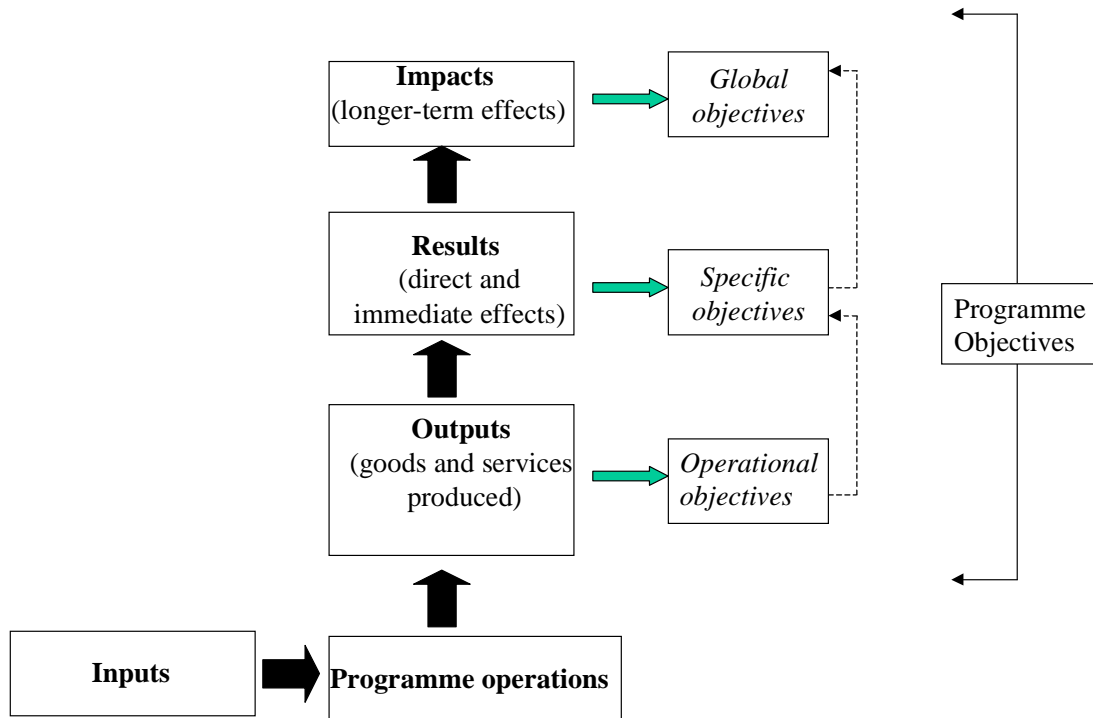 Impacts
(longer-term effects)
Global
objectives
Results
(direct and
immediate effects)
Specific
objectives
Programme
Objectives
Outputs
(goods and services
produced)
Operational
objectives
Inputs
Programme operations